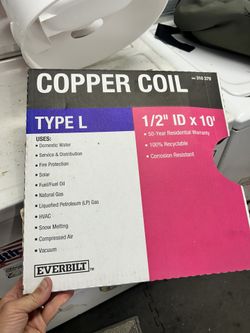 COPPER COIL
TYPE L
1/2" ID x 10'
USES:
• Domestic Water
• Service & Distribution
• Fire Protection
• Solar
• Fuel/Fuel Oil
• Natural Gas
• Liquefied Petroleum (LP) Gas
• HVAC
• Snow Melting
• Compressed Air
• Vacuum
• 50-Year Residential Warranty
• 100% Recyclable
• Corrosion Resistant
EVERBILT